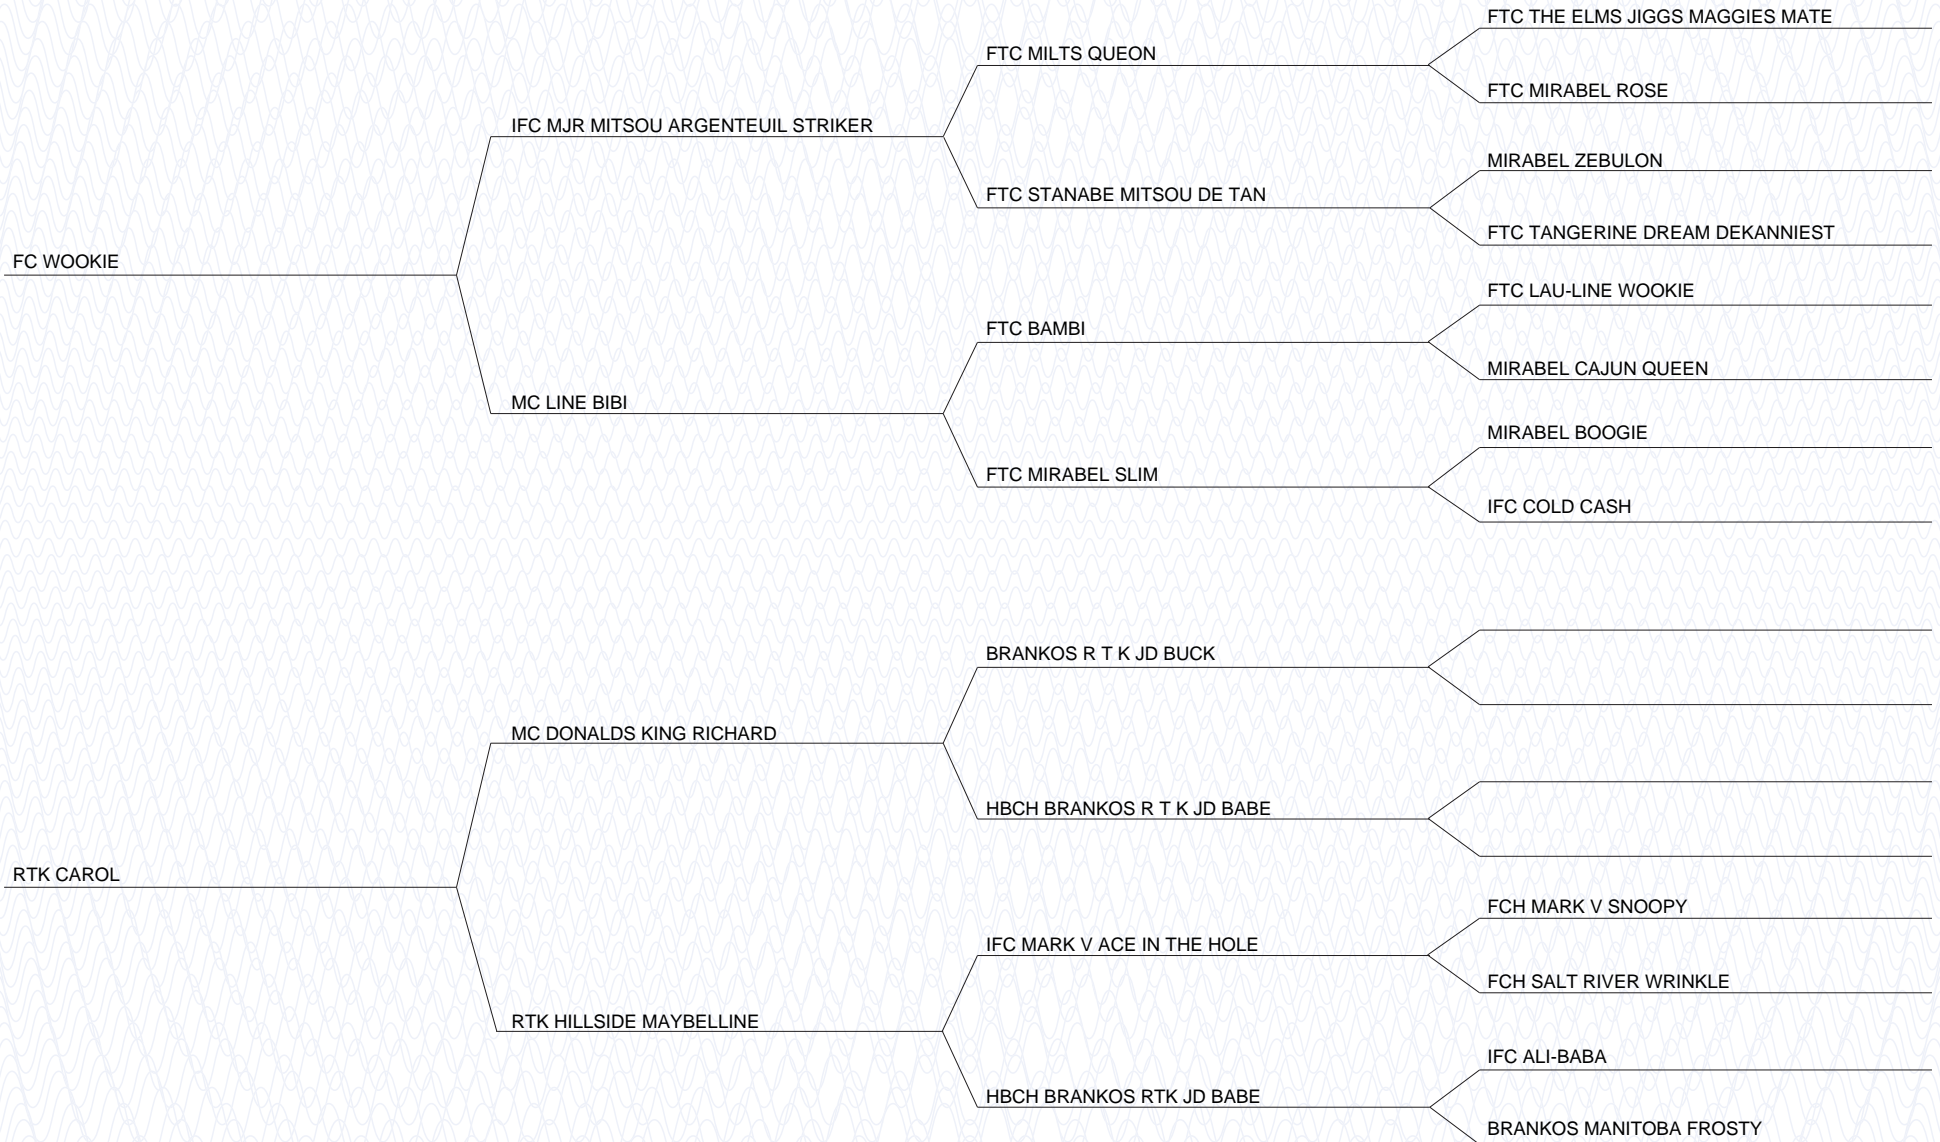 FTC THE ELMS JIGGS MAGGIES MATE
FTC MILTS QUEON
FTC MIRABEL ROSE
IFC MJR MITSOU ARGENTEUIL STRIKER
MIRABEL ZEBULON
FTC STANABE MITSOU DE TAN
FTC TANGERINE DREAM DEKANNIEST
FC WOOKIE
FTC LAU-LINE WOOKIE
FTC BAMBI
MIRABEL CAJUN QUEEN
MC LINE BIBI
MIRABEL BOOGIE
FTC MIRABEL SLIM
IFC COLD CASH
BRANKOS R T K JD BUCK
MC DONALDS KING RICHARD
HBCH BRANKOS R T K JD BABE
RTK CAROL
FCH MARK V SNOOPY
IFC MARK V ACE IN THE HOLE
FCH SALT RIVER WRINKLE
RTK HILLSIDE MAYBELLINE
IFC ALI-BABA
HBCH BRANKOS RTK JD BABE
BRANKOS MANITOBA FROSTY